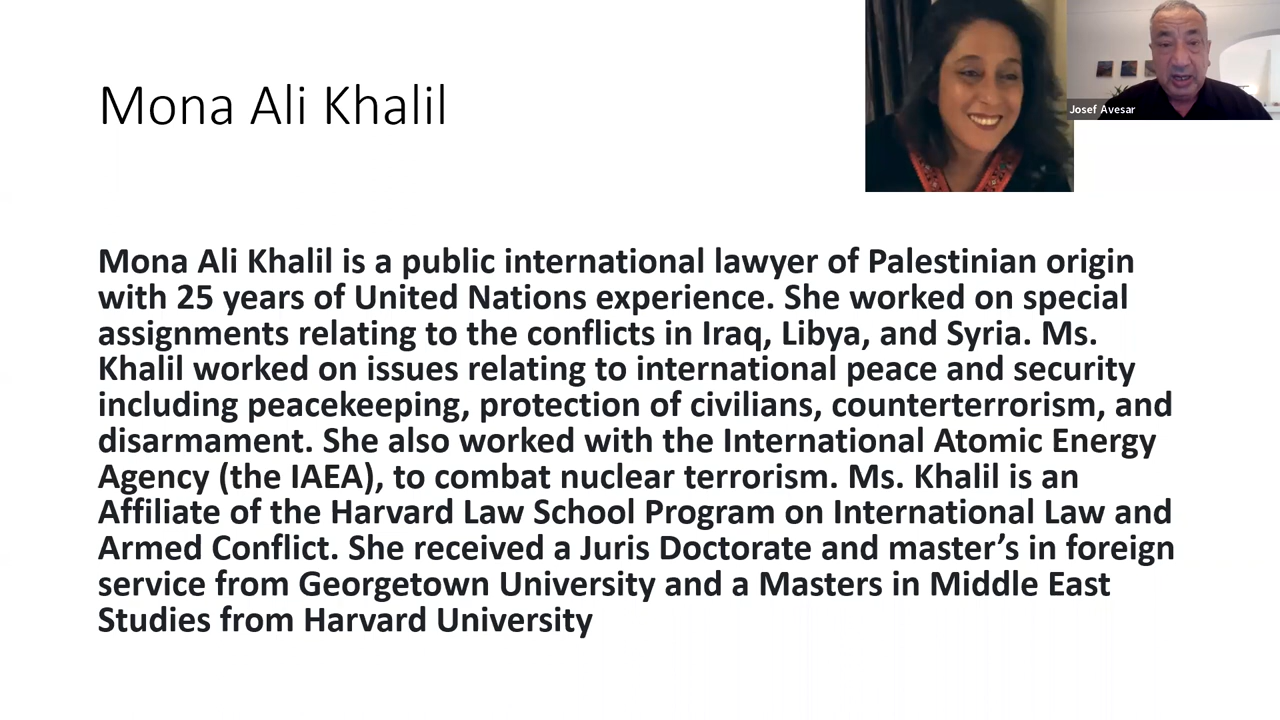 Mona Ali Khalil
Josef Avesar
Mona Ali Khalil is a public international lawyer of Palestinian origin
with 25 years of United Nations experience. She worked on special
assignments relating to the conflicts in Iraq, Libya, and Syria. Ms.
Khalil worked on issues relating to international peace and security
including peacekeeping, protection of civilians, counterterrorism, and
disarmament. She also worked with the International Atomic Energy
Agency (the IAEA), to combat nuclear terrorism. Ms. Khalil is an
Affiliate of the Harvard Law School Program on International Law and
Armed Conflict. She received a Juris Doctorate and master’s in foreign
service from Georgetown University and a Masters in Middle East
Studies from Harvard University